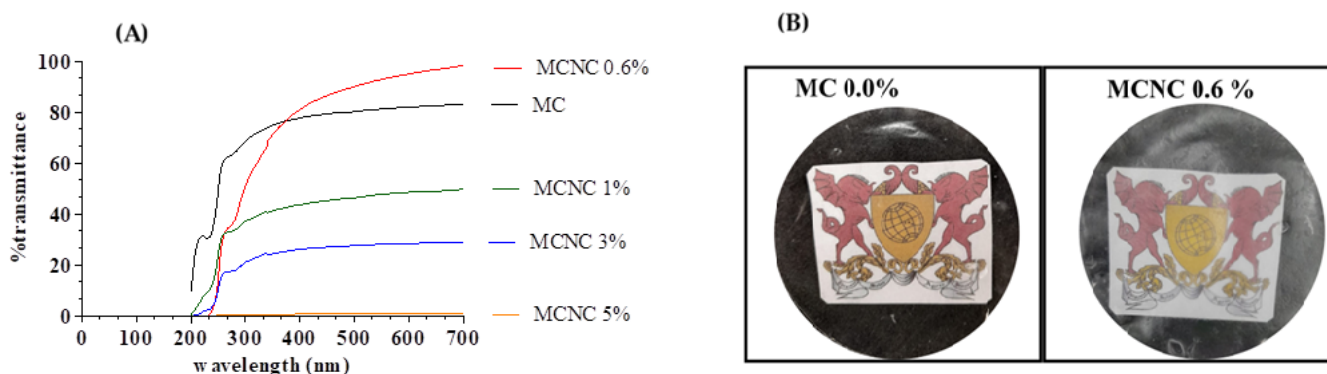 (A)
100
80
60
40
20
0
%transmittance
0 100 200 300 400 500 600 700
wavelength (nm)
MCNC 0.6%
MC
MCNC 1%
MCNC 3%
MCNC 5%
(B)
MC 0.0%
MCNC 0.6 %